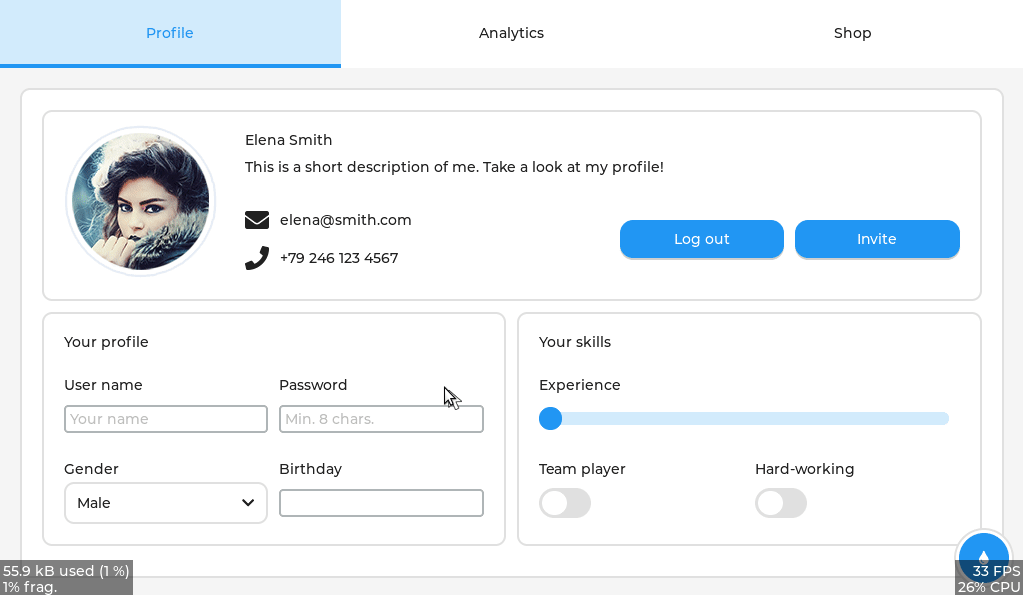 Profile
Analytics
Shop
Elena Smith
This is a short description of me. Take a look at my profile!
elena@smith.com
+79 246 123 4567
Log out
Invite
Your profile
User name
Password
Your name
Min. 8 chars.
Gender
Birthday
Male
Your skills
Experience
Team player
Hard-working
55.9 kB used (1 %)
1% frag.
33 FPS
26% CPU